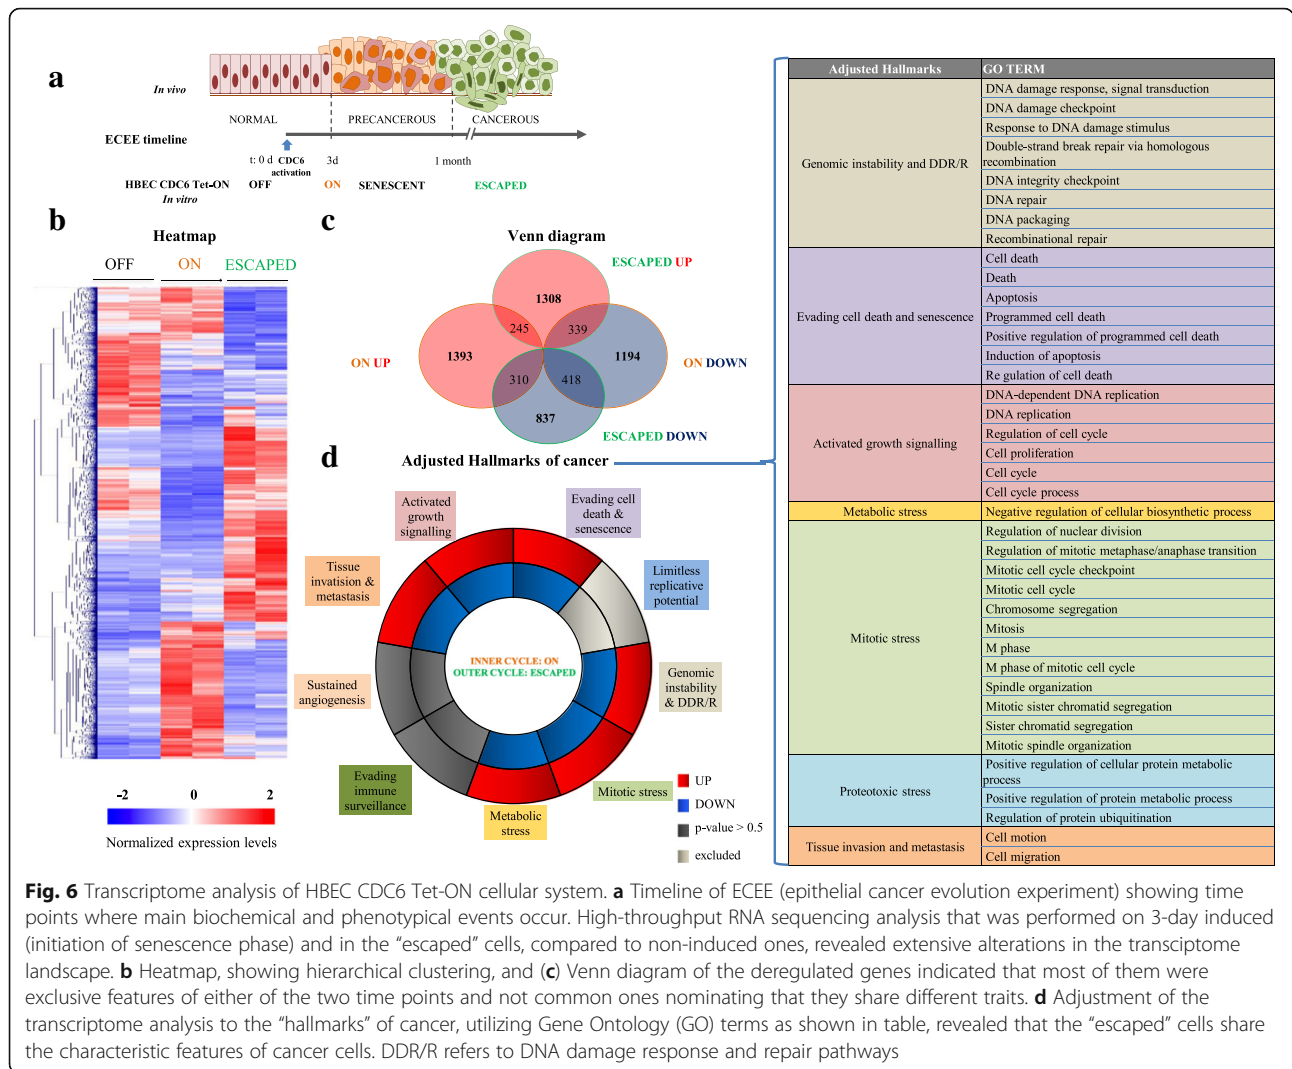 a
In vivo
NORMAL
PRECANCEROUS
CANCEROUS
ECEE timeline
t: 0 d
CDC6
activation
3d
1 month
HBEC CDC6 Tet-ON
In vitro
OFF
ON
SENESCENT
ESCAPED
b
Heatmap
OFF
ON
ESCAPED
-2
0
2
Normalized expression levels
c
Venn diagram
ESCAPED UP
1308
245
339
ON UP
1393
1194
ON DOWN
310
418
837
ESCAPED DOWN
d
Adjusted Hallmarks of cancer
Activated
growth
signalling
Evading cell
death &
senescence
Tissue
invatision &
metastasis
Limitless
replicative
potential
INNER CYCLE: ON
OUTER CYCLE: ESCAPED
Sustained
angiogenesis
Genomic
instability
& DDR/R
Evading
immune
surveillance
Metabolic
stress
Mitotic stress
UP
DOWN
p-value > 0.5
excluded
Adjusted Hallmarks
GO TERM
Genomic instability and DDR/R
DNA damage response, signal transduction
DNA damage checkpoint
Response to DNA damage stimulus
Double-strand break repair via homologous
recombination
DNA integrity checkpoint
DNA repair
DNA packaging
Recombinational repair
Evading cell death and senescence
Cell death
Death
Apoptosis
Programmed cell death
Positive regulation of programmed cell death
Induction of apoptosis
Re gulation of cell death
Activated growth signalling
DNA-dependent DNA replication
DNA replication
Regulation of cell cycle
Cell proliferation
Cell cycle
Cell cycle process
Metabolic stress
Negative regulation of cellular biosynthetic process
Mitotic stress
Regulation of nuclear division
Regulation of mitotic metaphase/anaphase transition
Mitotic cell cycle checkpoint
Mitotic cell cycle
Chromosome segregation
Mitosis
M phase
M phase of mitotic cell cycle
Spindle organization
Mitotic sister chromatid segregation
Sister chromatid segregation
Mitotic spindle organization
Proteotoxic stress
Positive regulation of cellular protein metabolic
process
Positive regulation of protein metabolic process
Regulation of protein ubiquitination
Tissue invasion and metastasis
Cell motion
Cell migration
Fig. 6 Transcriptome analysis of HBEC CDC6 Tet-ON cellular system. a Timeline of ECEE (epithelial cancer evolution experiment) showing time
points where main biochemical and phenotypical events occur. High-throughput RNA sequencing analysis that was performed on 3-day induced
(initiation of senescence phase) and in the “escaped” cells, compared to non-induced ones, revealed extensive alterations in the transciptome
landscape. b Heatmap, showing hierarchical clustering, and (c) Venn diagram of the deregulated genes indicated that most of them were
exclusive features of either of the two time points and not common ones nominating that they share different traits. d Adjustment of the
transcriptome analysis to the “hallmarks” of cancer, utilizing Gene Ontology (GO) terms as shown in table, revealed that the “escaped” cells share
the characteristic features of cancer cells. DDR/R refers to DNA damage response and repair pathways